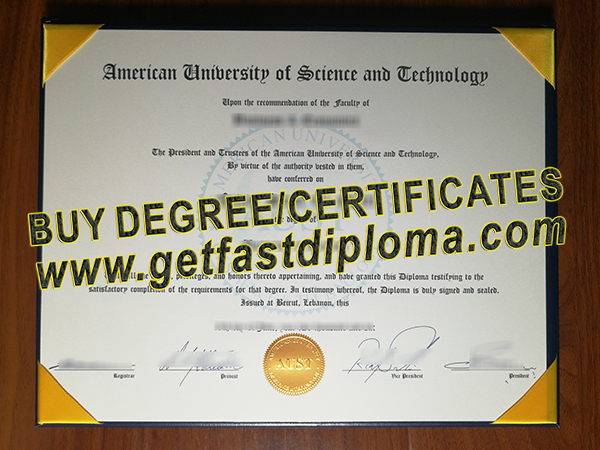 American University of Science and Technology
Upon the recommendation of the Faculty of
The President and Trustees of the American University of Science and Technology,
By virtue of the authority vested in them,
have conferred on
BUY DEGREE/CERTIFICATES
www.getfastdiploma.com
and honors thereto appertaining, and have granted this Diploma testifying to the
satisfactory completion of the requirements for that degree. In testimony whereof, the Diploma is duly signed and sealed.
Issued at Beirut, Lebanon, this
AUST
Registrar
Provost
Vice President
President